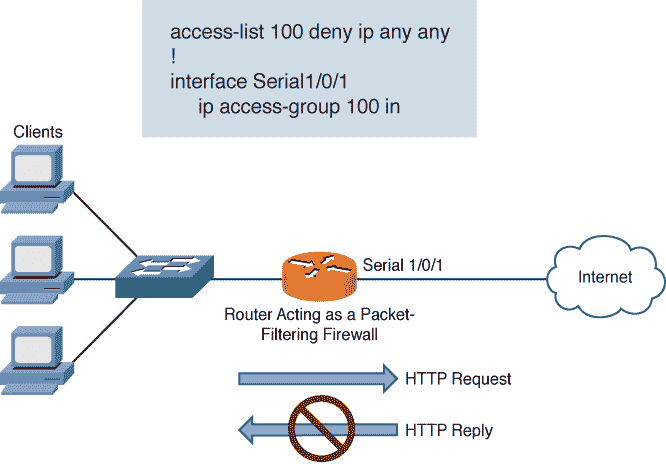 access-list 100 deny ip any any
!
interface Serial1/0/1
ip access-group 100 in
Clients
Serial 1/0/1
Internet
Router Acting as a Packet-
Filtering Firewall
HTTP Request
HTTP Reply